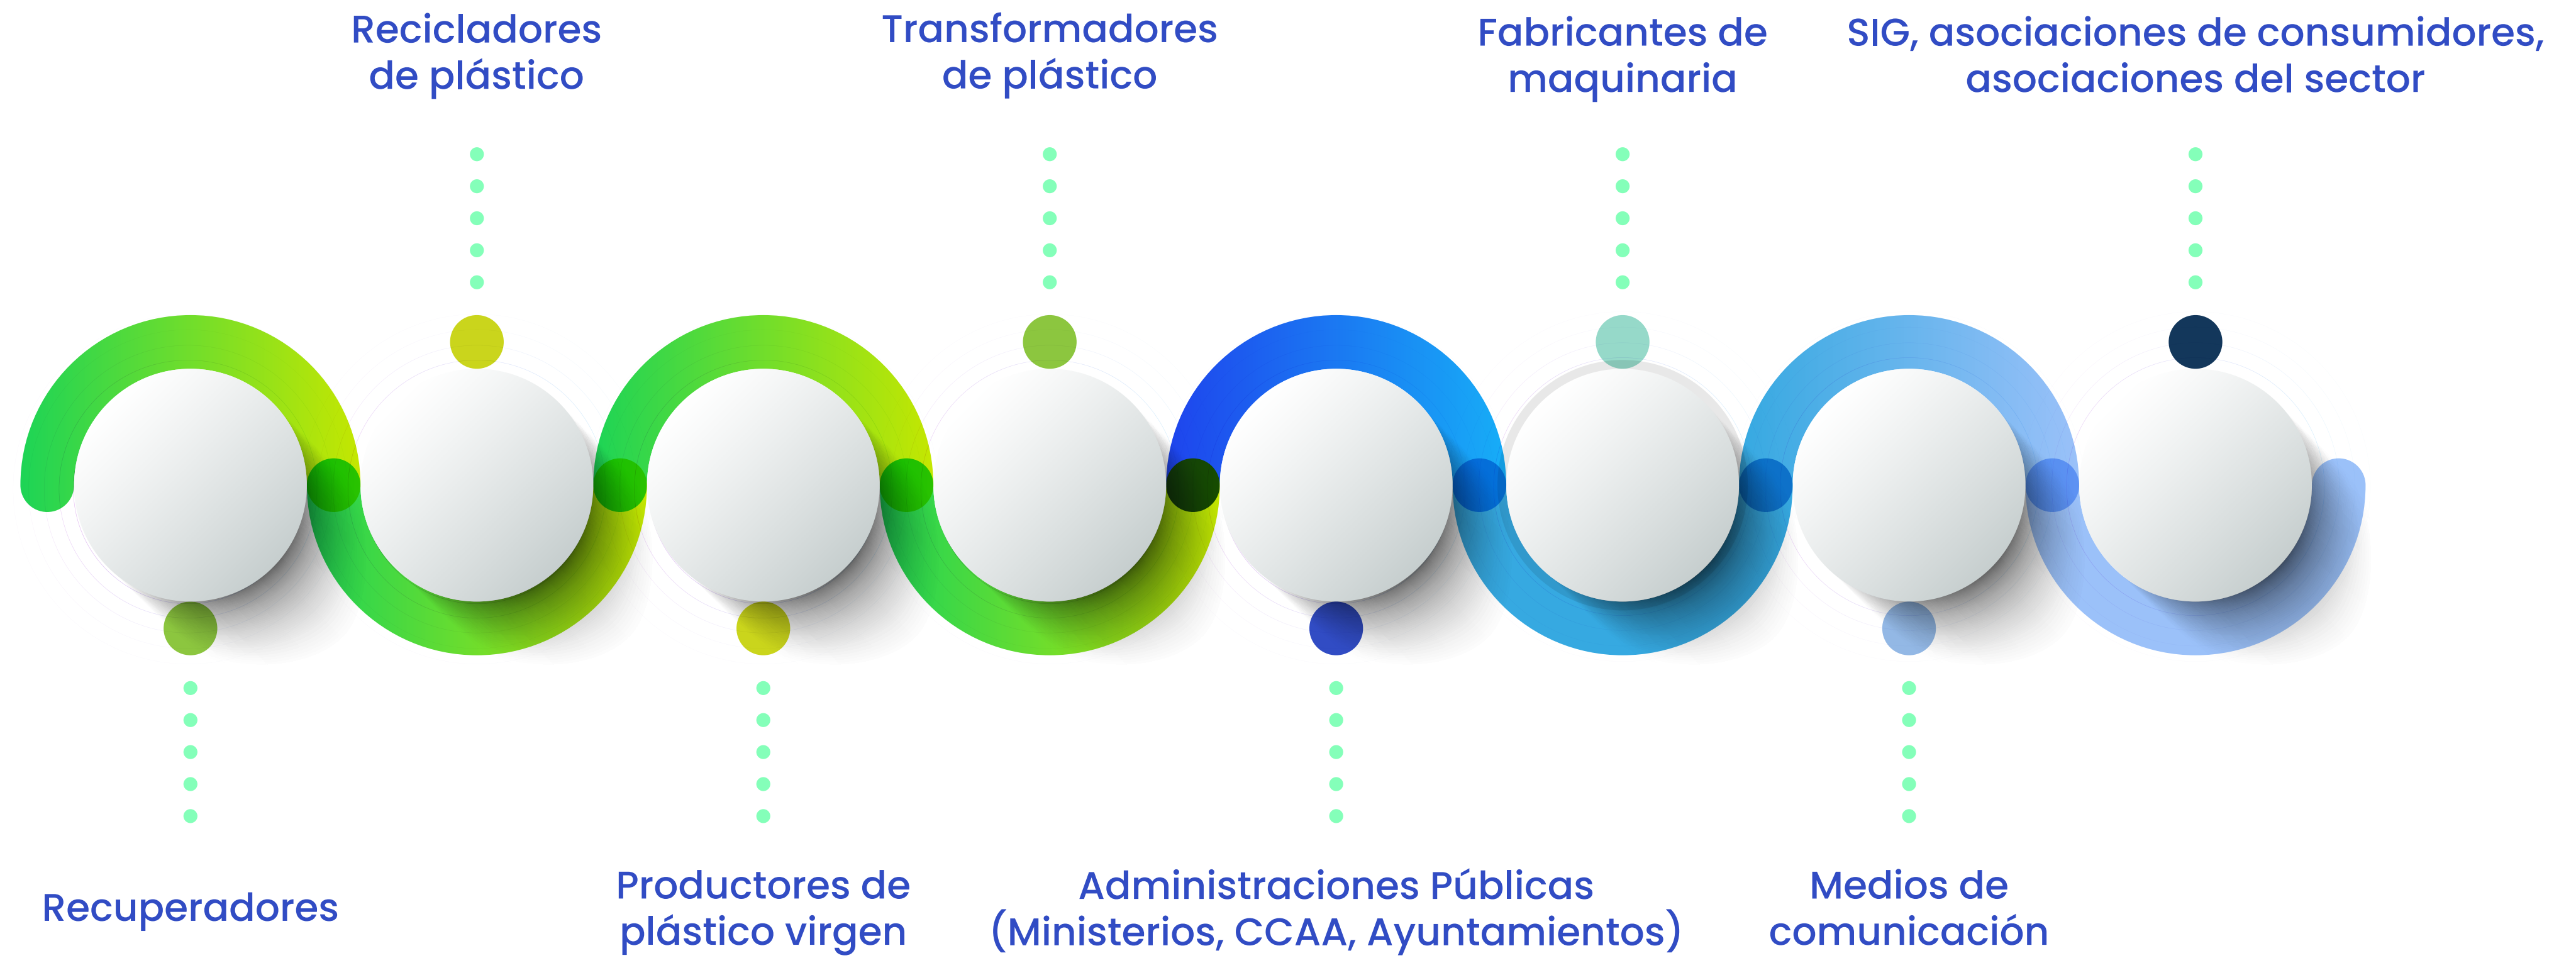 Recicladores
de plástico
Transformadores
de plástico
Fabricantes de
maquinaria
SIG, asociaciones de consumidores,
asociaciones del sector
Recuperadores
Productores de
plástico virgen
Administraciones Públicas
(Ministerios, CCAA, Ayuntamientos)
Medios de
comunicación